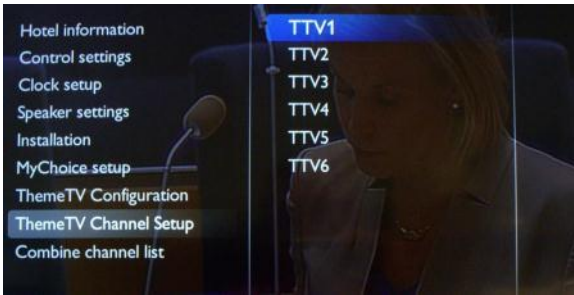 Hotel information
Control settings
Clock setup
Speaker settings
Installation
MyChoice setup
ThemeTV Configuration
ThemeTV Channel Setup
Combine channel list
TTV1
TTV2
TTV3
TTV4
TTV5
TTV6